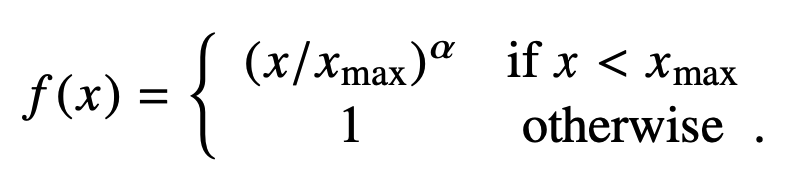 f(x) = { (x/x_max)^α if x < x_max
1 otherwise .